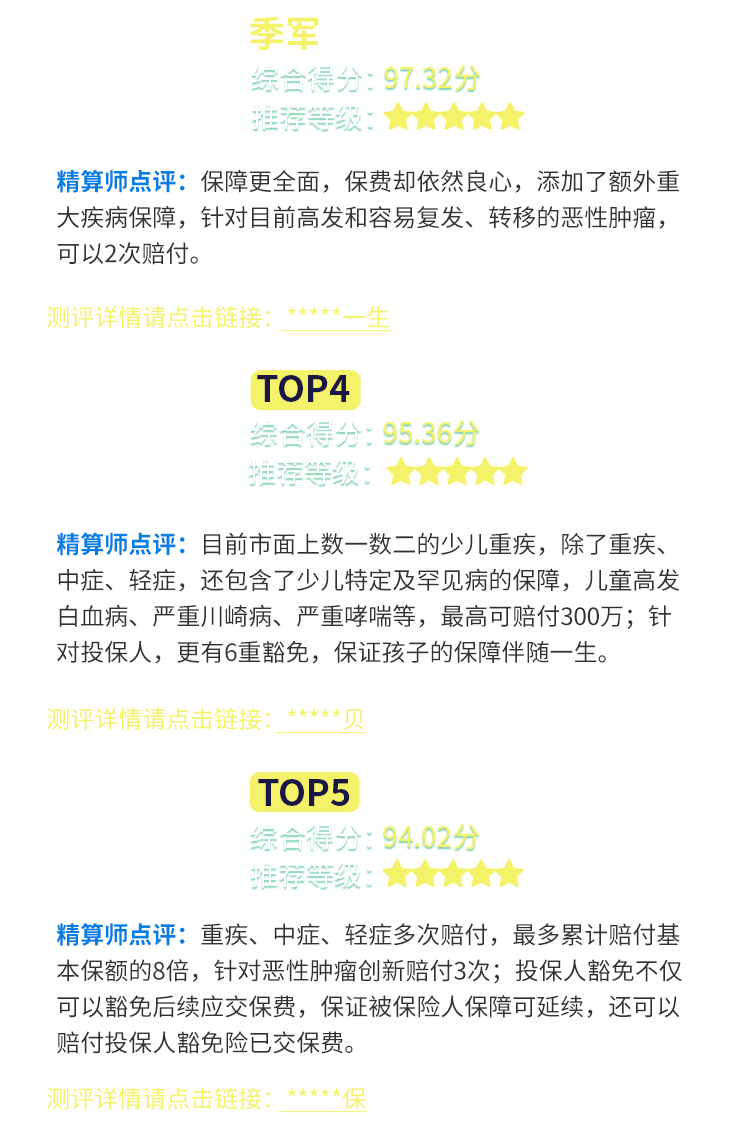 季军
综合得分：97.32分
推荐等级：★★★★★
精算师点评：保障更全面，保费却依然良心，添加了额外重
大疾病保障，针对目前高发和容易复发、转移的恶性肿瘤，
可以2次赔付。
测评详情请点击链接：*****一生
TOP4
综合得分：95.36分
推荐等级：★★★★★
精算师点评：目前市面上数一数二的少儿重疾，除了重疾、
中症、轻症，还包含了少儿特定及罕见病的保障，儿童高发
白血病、严重川崎病、严重哮喘等，最高可赔付300万；针
对投保人，更有6重豁免，保证孩子的保障伴随一生。
测评详情请点击链接：*****贝
TOP5
综合得分：94.02分
推荐等级：★★★★★
精算师点评：重疾、中症、轻症多次赔付，最多累计赔付基
本保额的8倍，针对恶性肿瘤创新赔付3次；投保人豁免不仅
可以豁免后续应交保费，保证被保险人保障可延续，还可以
赔付投保人豁免险已交保费。
测评详情请点击链接：*****保